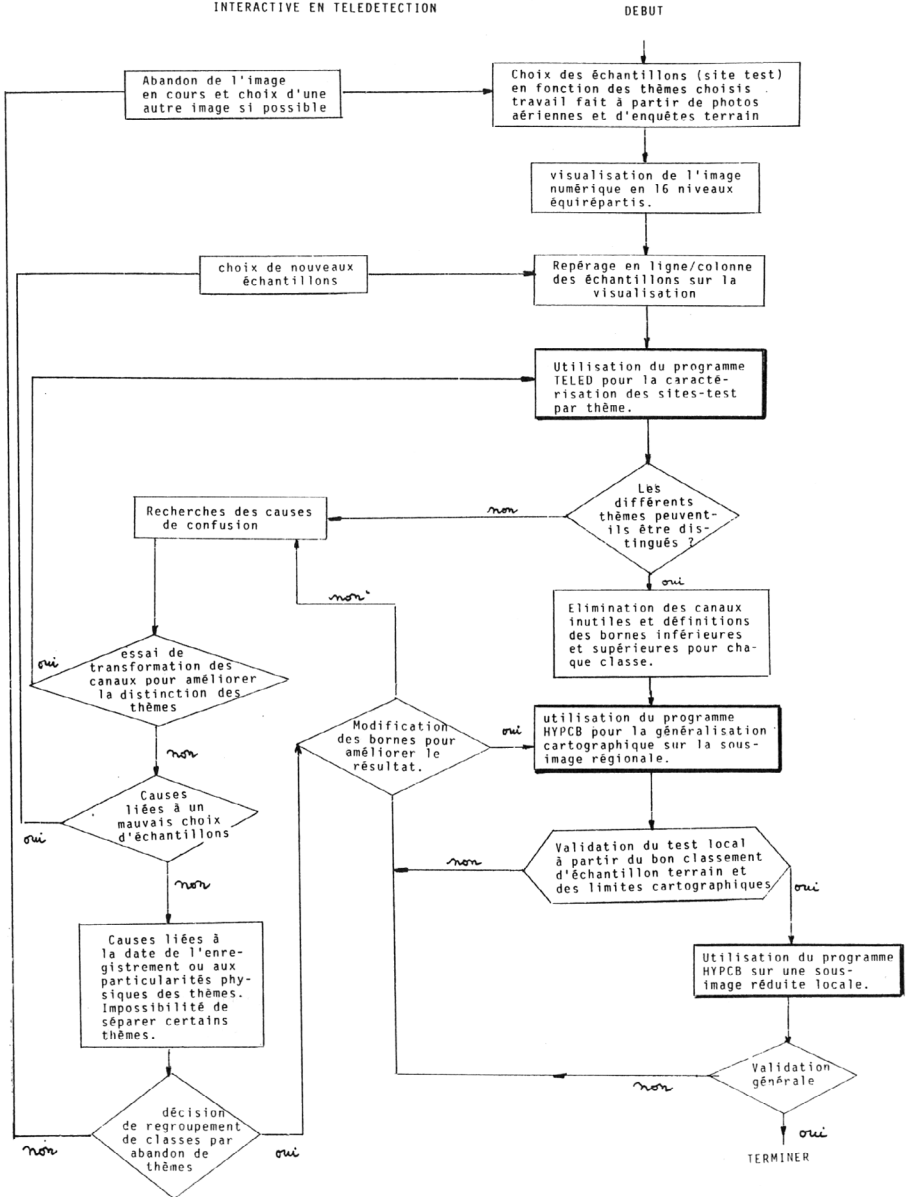 INTERACTIVE EN TELEDETECTION
DEBUT
Abandon de l'image
en cours et choix d'une
autre image si possible
Choix des échantillons (site test)
en fonction des thèmes choisis
travail fait à partir de photos
aériennes et d'enquêtes terrain
visualisation de l'image
numérique en 16 niveaux
équirépartis.
choix de nouveaux
échantillons
Repérage en ligne/colonne
des échantillons sur la
visualisation
Utilisation du programme
TELED pour la caracté-
risation des sites-test
par thème.
Les
différents
thèmes peuvent-
ils être dis-
tingués ?
non
oui
Recherches des causes
de confusion
non
Elimination des canaux
inutiles et définitions
des bornes inférieures
et supérieures pour cha-
que classe.
essai de
transformation des
canaux pour améliorer
la distinction des
thèmes
oui
non
Modification
des bornes pour
améliorer le
résultat.
oui
utilisation du programme
HYPCB pour la généralisation
cartographique sur la sous-
image régionale.
Causes
liées à un
mauvais choix
d'échantillons
oui
non
Validation du test local
à partir du bon classement
d'échantillon terrain et
des limites cartographiques
non
oui
Causes liées à
la date de l'enre-
gistrement ou aux
particularités phy-
siques des thèmes.
Impossibilité de
séparer certains
thèmes.
Utilisation du programme
HYPCB sur une sous-
image réduite locale.
Validation
générale
non
oui
TERMINER
décision
de regroupement
de classes par
abandon de
thèmes
non
oui